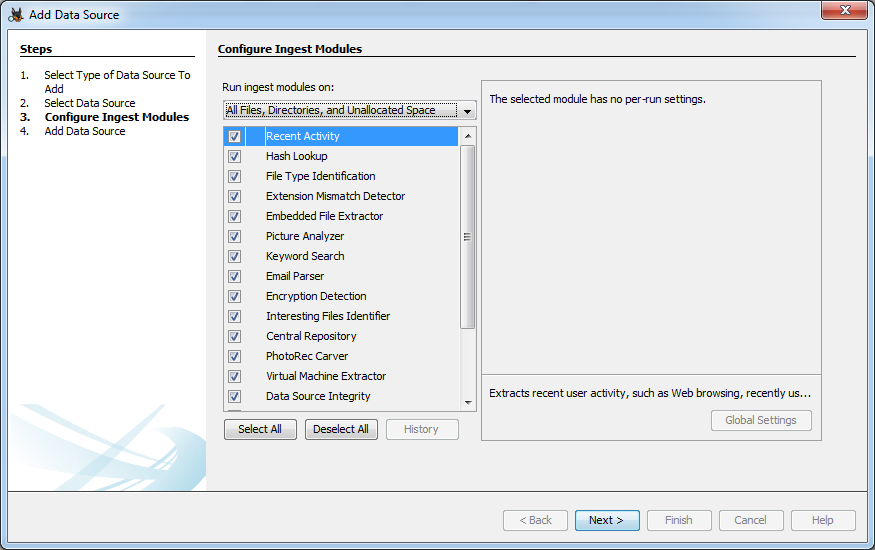 Add Data Source
Steps
1. Select Type of Data Source To
Add
2. Select Data Source
3. Configure Ingest Modules
4. Add Data Source
Configure Ingest Modules
Run ingest modules on:
All Files, Directories, and Unallocated Space
Recent Activity
Hash Lookup
File Type Identification
Extension Mismatch Detector
Embedded File Extractor
Picture Analyzer
Keyword Search
Email Parser
Encryption Detection
Interesting Files Identifier
Central Repository
PhotoRec Carver
Virtual Machine Extractor
Data Source Integrity
Select All
Deselect All
History
The selected module has no per-run settings.
Extracts recent user activity, such as Web browsing, recently us...
Global Settings
< Back
Next >
Finish
Cancel
Help